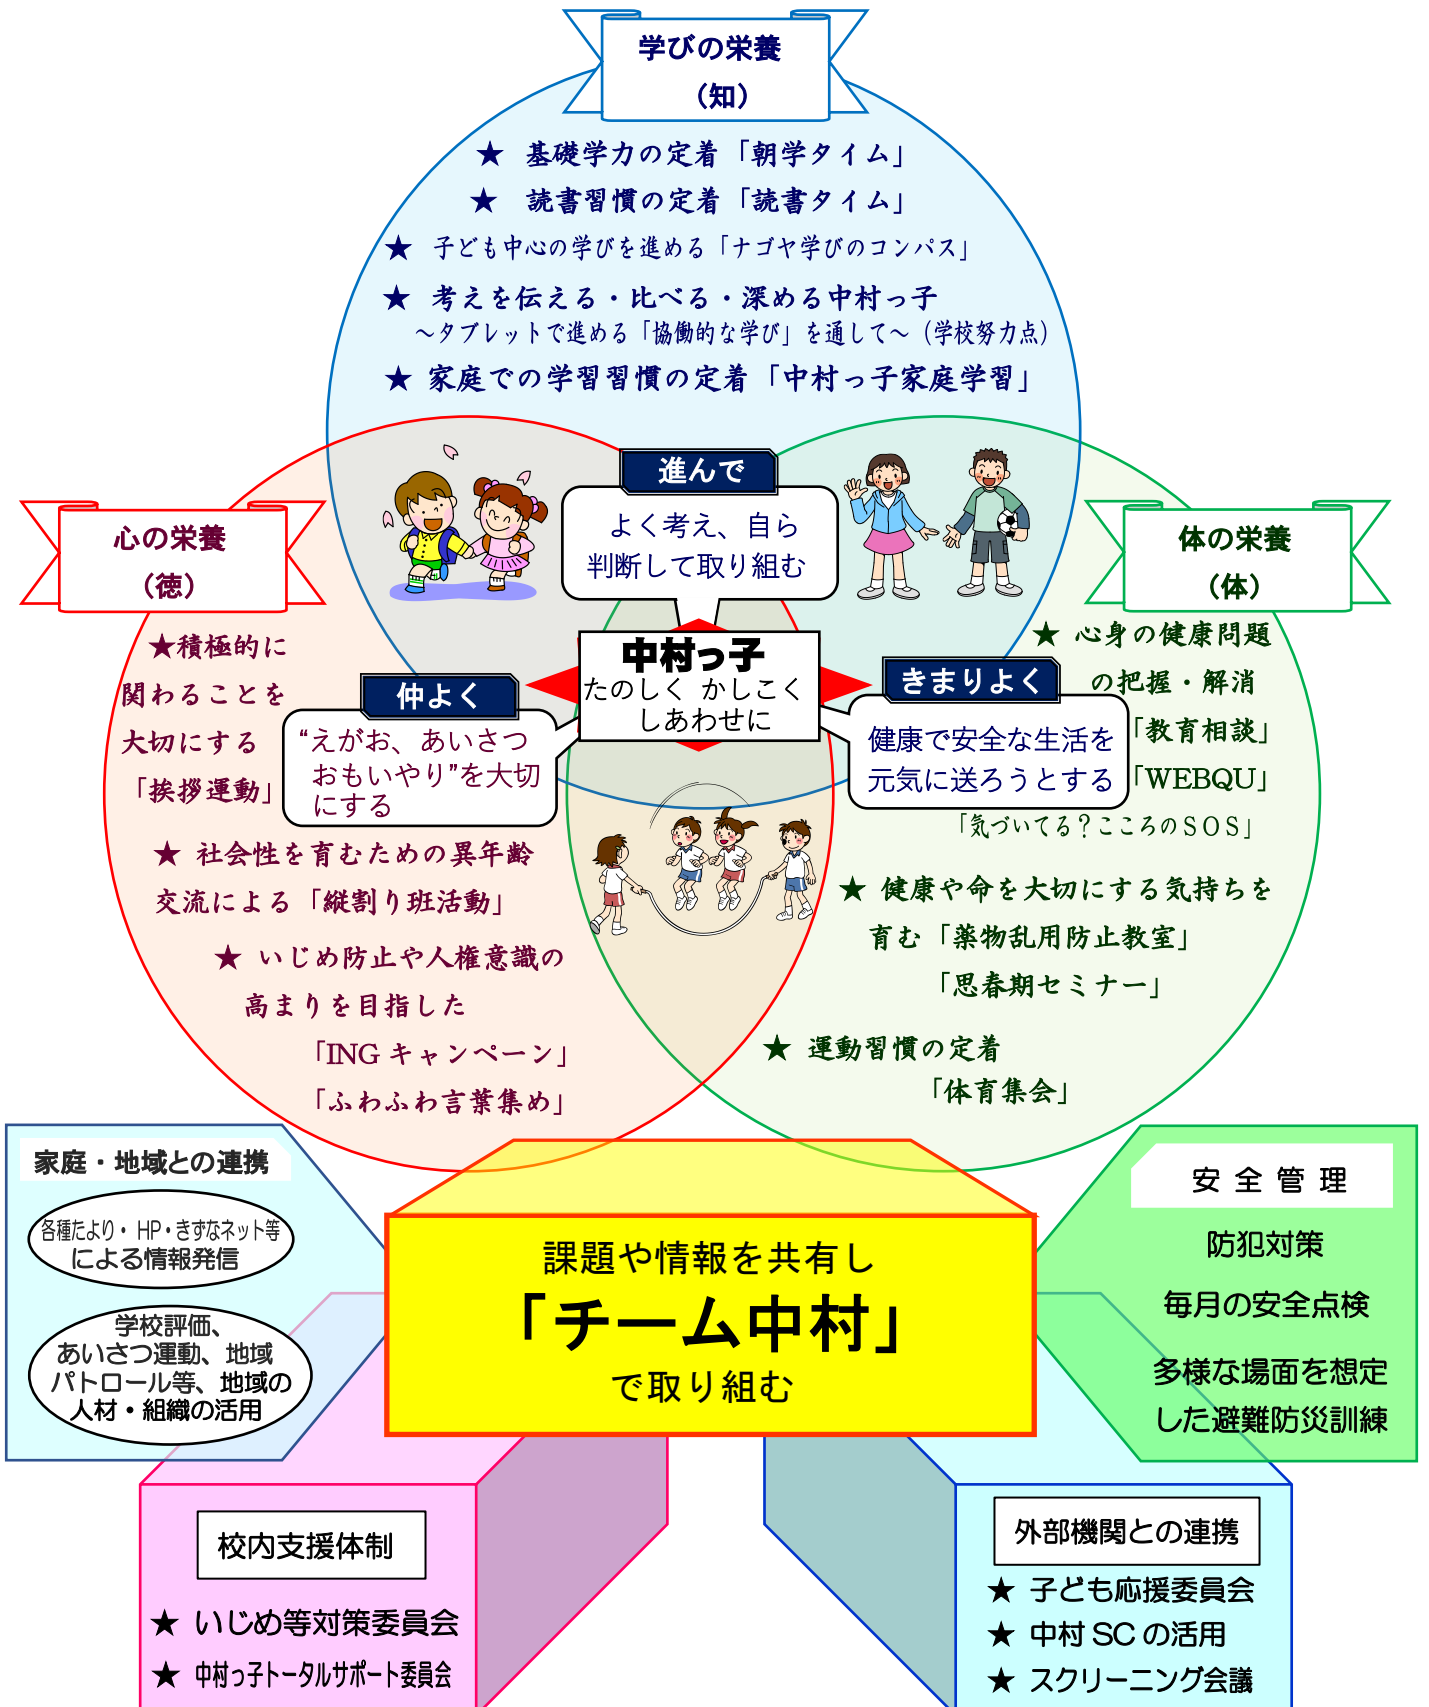 学びの栄養
（知）
★ 基礎学力の定着「朝学タイム」
★ 読書習慣の定着「読書タイム」
★ 子ども中心の学びを進める「ナゴヤ学びのコンパス」
★ 考えを伝える・比べる・深める中村っ子
～タブレットで進める「協働的な学び」を通して～（学校努力点）
★ 家庭での学習習慣の定着「中村っ子家庭学習」
進んで
よく考え、自ら
判断して取り組む
心の栄養
（徳）
★積極的に
関わることを
大切にする
「挨拶運動」
★ 社会性を育むための異年齢
交流による「縦割り班活動」
★ いじめ防止や人権意識の
高まりを目指した
「INGキャンペーン」
「ふわふわ言葉集め」
仲よく
“えがお、あいさつ
おもいやり”を大切
にする
中村っ子
たのしく かしこく
しあわせに
きまりよく
健康で安全な生活を
元気に送ろうとする
体の栄養
（体）
★ 心身の健康問題
の把握・解消
「教育相談」
「WEBQU」
「気づいてる？こころのＳＯＳ」
★ 健康や命を大切にする気持ちを
育む「薬物乱用防止教室」
「思春期セミナー」
★ 運動習慣の定着
「体育集会」
家庭・地域との連携
各種たより・HP・きずなネット等
による情報発信
学校評価、
あいさつ運動、地域
パトロール等、地域の
人材・組織の活用
課題や情報を共有し
「チーム中村」
で取り組む
安全管理
防犯対策
毎月の安全点検
多様な場面を想定
した避難防災訓練
校内支援体制
★ いじめ等対策委員会
★ 中村っ子トータルサポート委員会
外部機関との連携
★ 子ども応援委員会
★ 中村SCの活用
★ スクリーニング会議